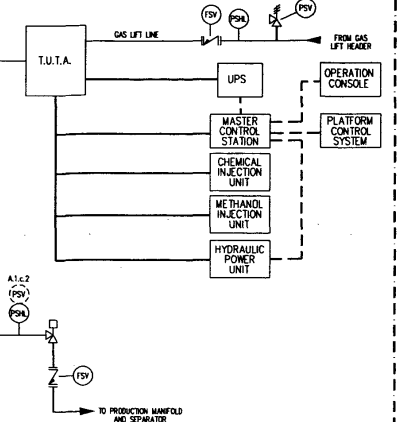 FSV
PSHL
PSV
GAS LIFT LINE
FROM GAS
LIFT HEADER
T.U.T.A.
UPS
OPERATION
CONSOLE
MASTER
CONTROL
STATION
PLATFORM
CONTROL
SYSTEM
CHEMICAL
INJECTION
UNIT
METHANOL
INJECTION
UNIT
HYDRAULIC
POWER
UNIT
A.1.c.2
PSV
PSHL
FSV
TO PRODUCTION MANIFOLD
AND SEPARATOR